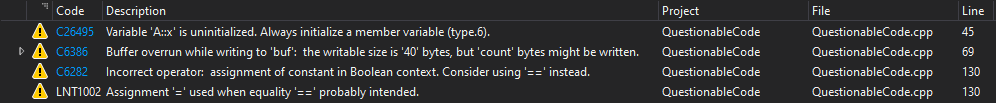 Code Description Project File Line
C26495 Variable 'A::x' is uninitialized. Always initialize a member variable (type.6). QuestionableCode QuestionableCode.cpp 45
C6386 Buffer overrun while writing to 'buf':  the writable size is '40' bytes, but 'count' bytes might be written. QuestionableCode QuestionableCode.cpp 69
C6282 Incorrect operator:  assignment of constant in Boolean context. Consider using '==' instead. QuestionableCode QuestionableCode.cpp 130
LNT1002 Assignment '=' used when equality '==' probably intended. QuestionableCode QuestionableCode.cpp 130